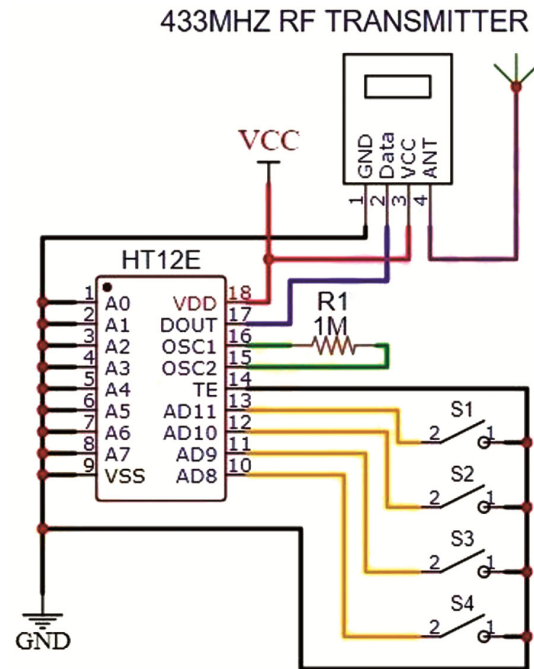 433MHZ RF TRANSMITTER
VCC
GND
Data
VCC
ANT
1 2 3 4
HT12E
1 A0 VDD 18
2 A1 DOUT 17
3 A2 OSC1 16
4 A3 OSC2 15
5 A4 TE 14
6 A5 AD11 13
7 A6 AD10 12
8 A7 AD9 11
9 VSS AD8 10
R1
1M
S1
2 1
S2
2 1
S3
2 1
S4
2 1
GND